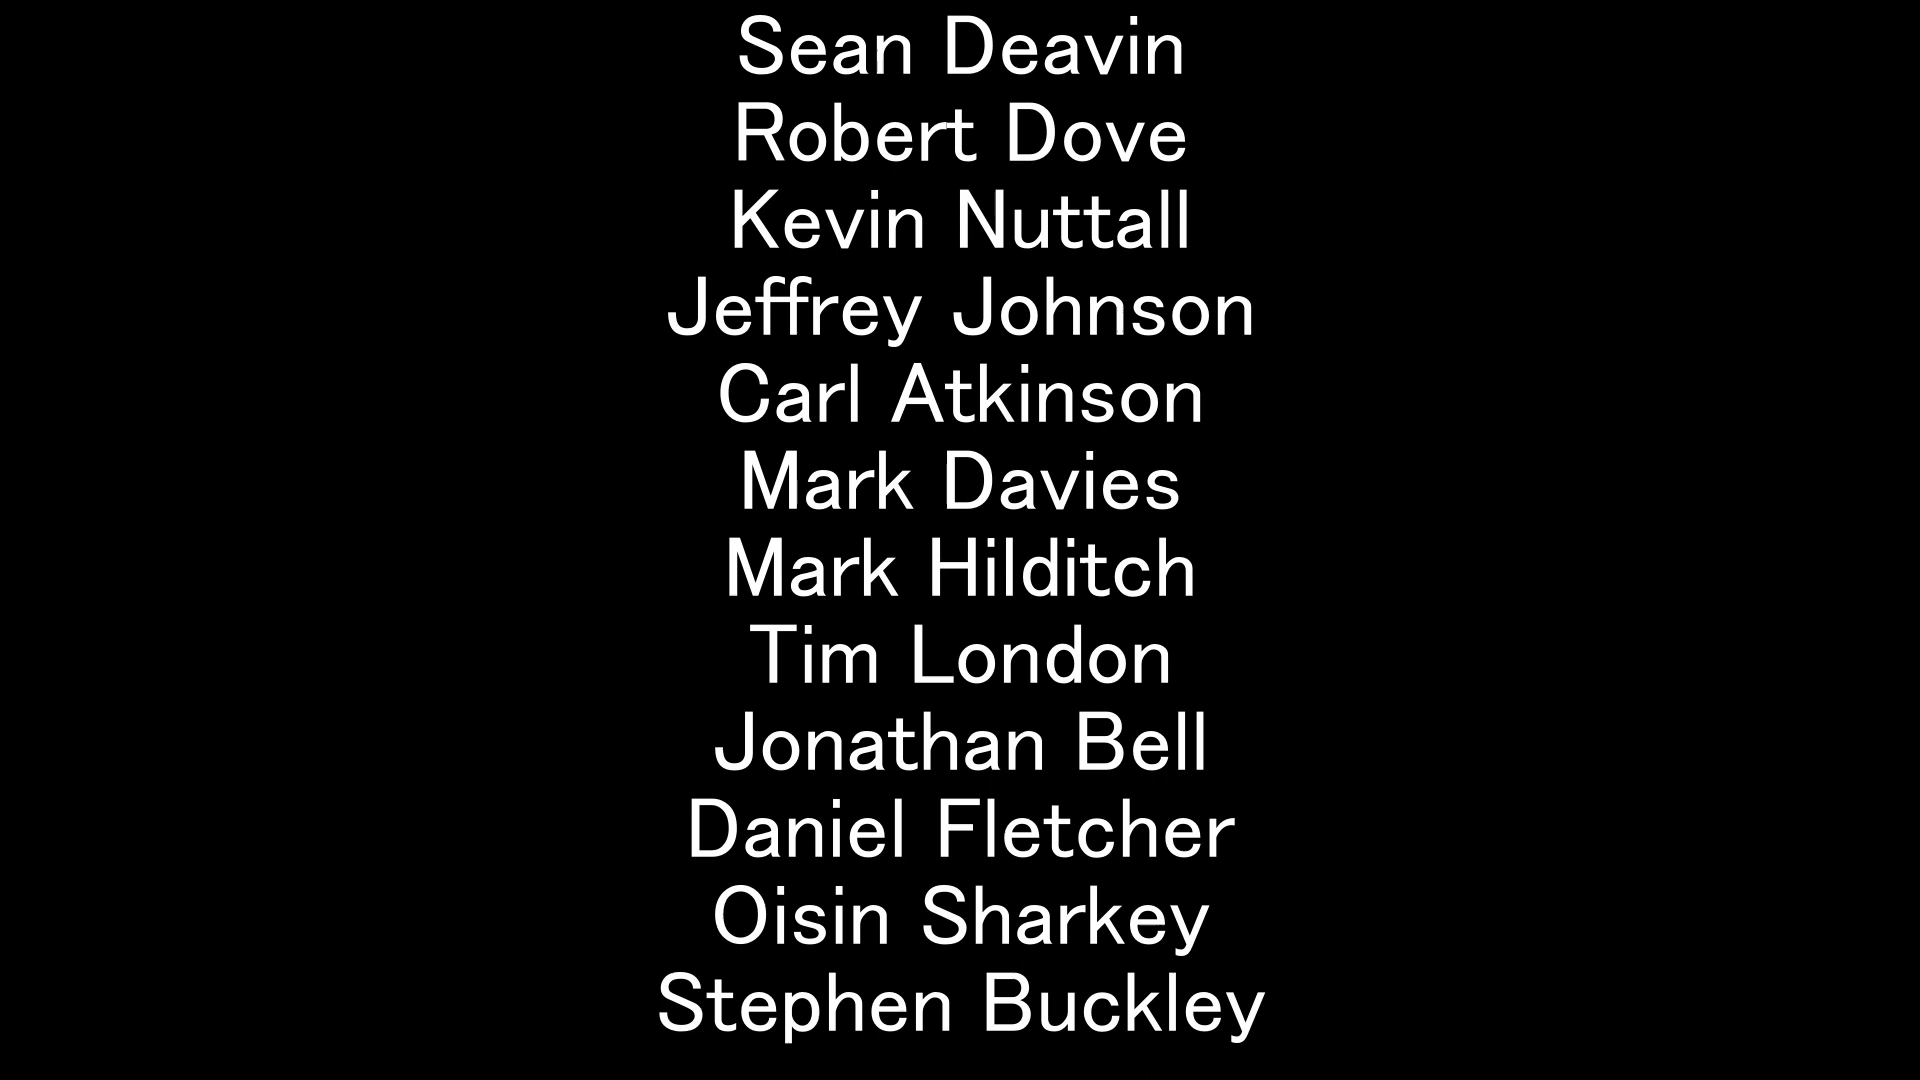 Sean Deavin
Robert Dove
Kevin Nuttall
Jeffrey Johnson
Carl Atkinson
Mark Davies
Mark Hilditch
Tim London
Jonathan Bell
Daniel Fletcher
Oisin Sharkey
Stephen Buckley